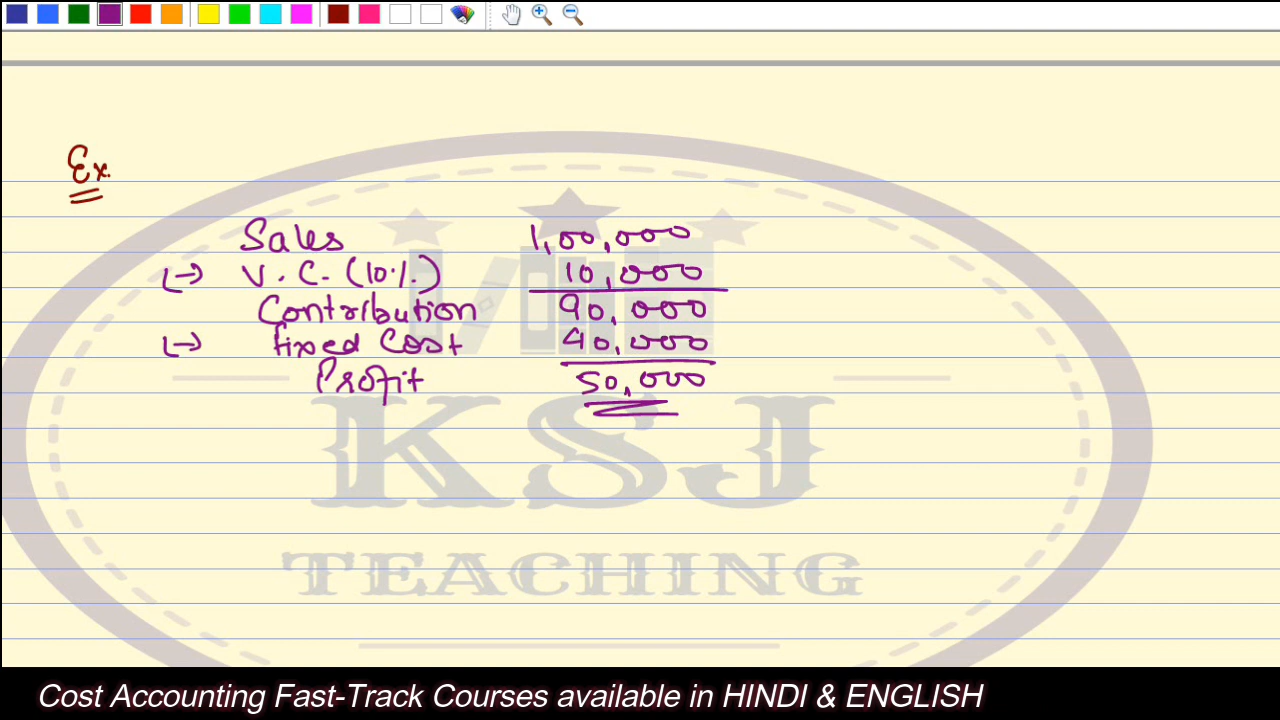 Ex.
Sales 1,00,000
(-) V.C. (10%) 10,000
Contribution 90,000
(-) Fixed Cost 40,000
Profit 50,000
KSJ
TEACHING
Cost Accounting Fast-Track Courses available in HINDI & ENGLISH